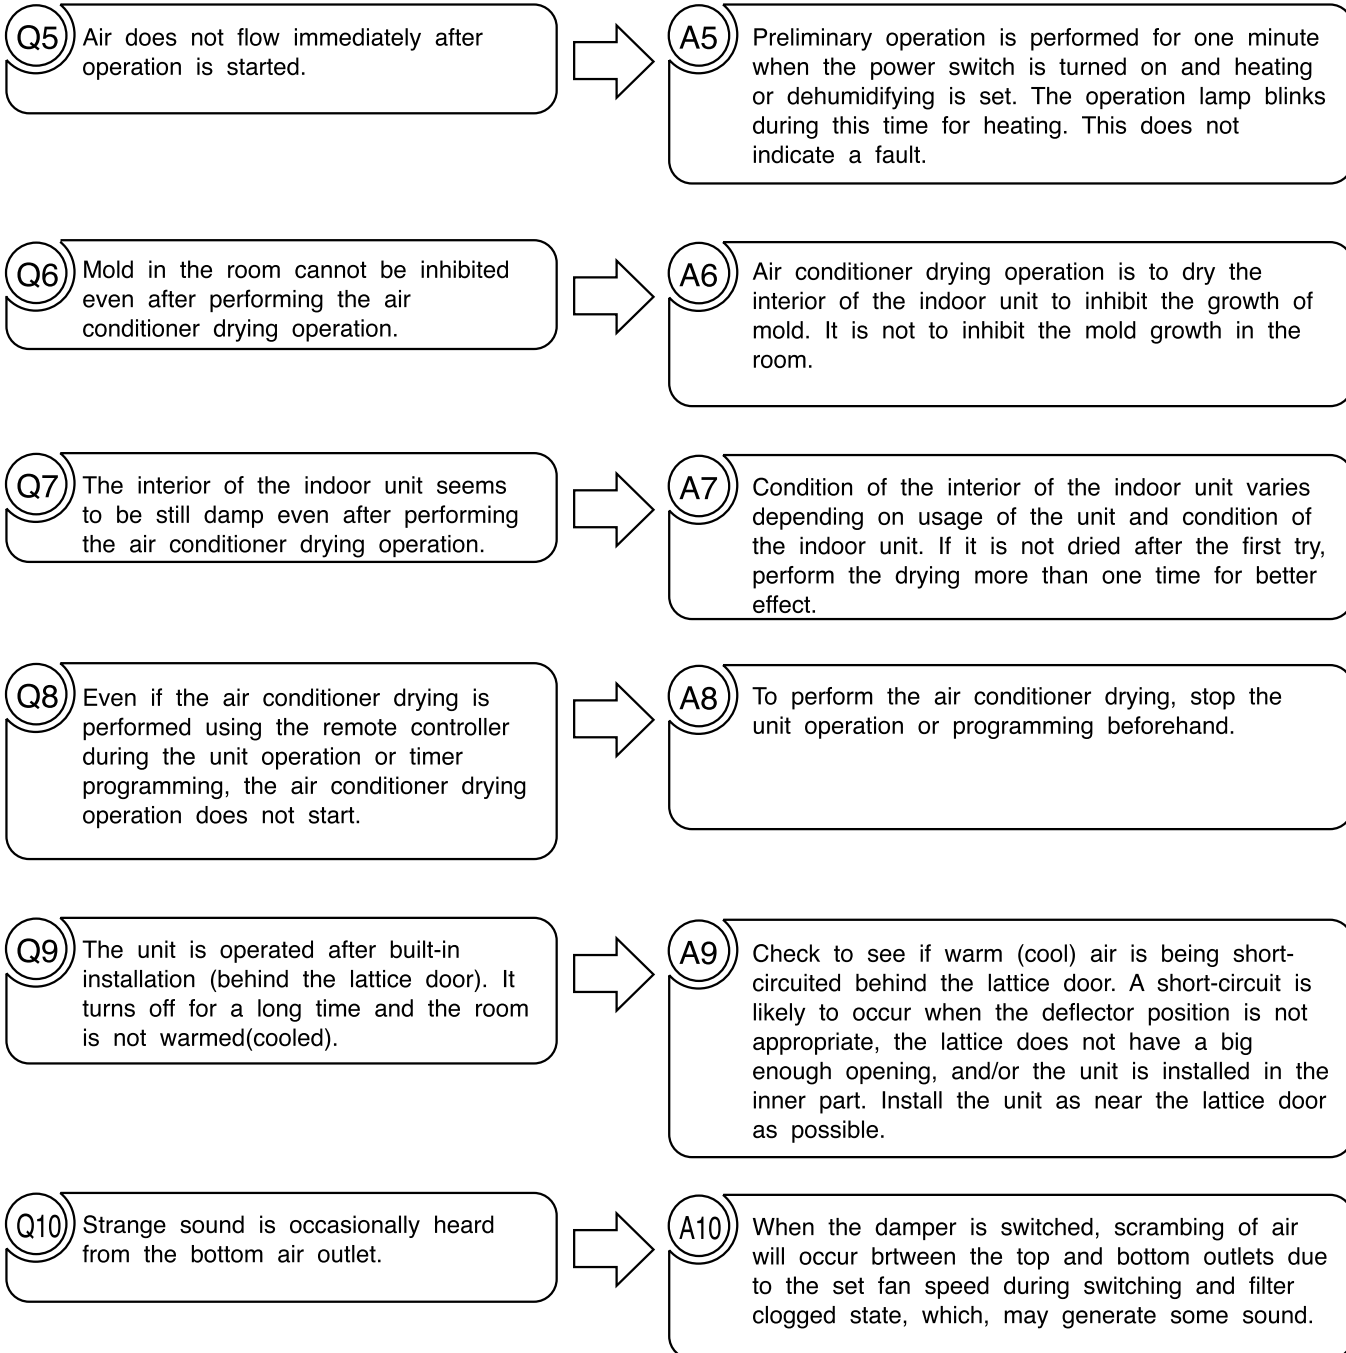 Q5
Air does not flow immediately after
operation is started.
A5
Preliminary operation is performed for one minute
when the power switch is turned on and heating
or dehumidifying is set. The operation lamp blinks
during this time for heating. This does not
indicate a fault.
Q6
Mold in the room cannot be inhibited
even after performing the air
conditioner drying operation.
A6
Air conditioner drying operation is to dry the
interior of the indoor unit to inhibit the growth of
mold. It is not to inhibit the mold growth in the
room.
Q7
The interior of the indoor unit seems
to be still damp even after performing
the air conditioner drying operation.
A7
Condition of the interior of the indoor unit varies
depending on usage of the unit and condition of
the indoor unit. If it is not dried after the first try,
perform the drying more than one time for better
effect.
Q8
Even if the air conditioner drying is
performed using the remote controller
during the unit operation or timer
programming, the air conditioner drying
operation does not start.
A8
To perform the air conditioner drying, stop the
unit operation or programming beforehand.
Q9
The unit is operated after built-in
installation (behind the lattice door). It
turns off for a long time and the room
is not warmed(cooled).
A9
Check to see if warm (cool) air is being short-
circuited behind the lattice door. A short-circuit is
likely to occur when the deflector position is not
appropriate, the lattice does not have a big
enough opening, and/or the unit is installed in the
inner part. Install the unit as near the lattice door
as possible.
Q10
Strange sound is occasionally heard
from the bottom air outlet.
A10
When the damper is switched, scrambing of air
will occur brtween the top and bottom outlets due
to the set fan speed during switching and filter
clogged state, which, may generate some sound.